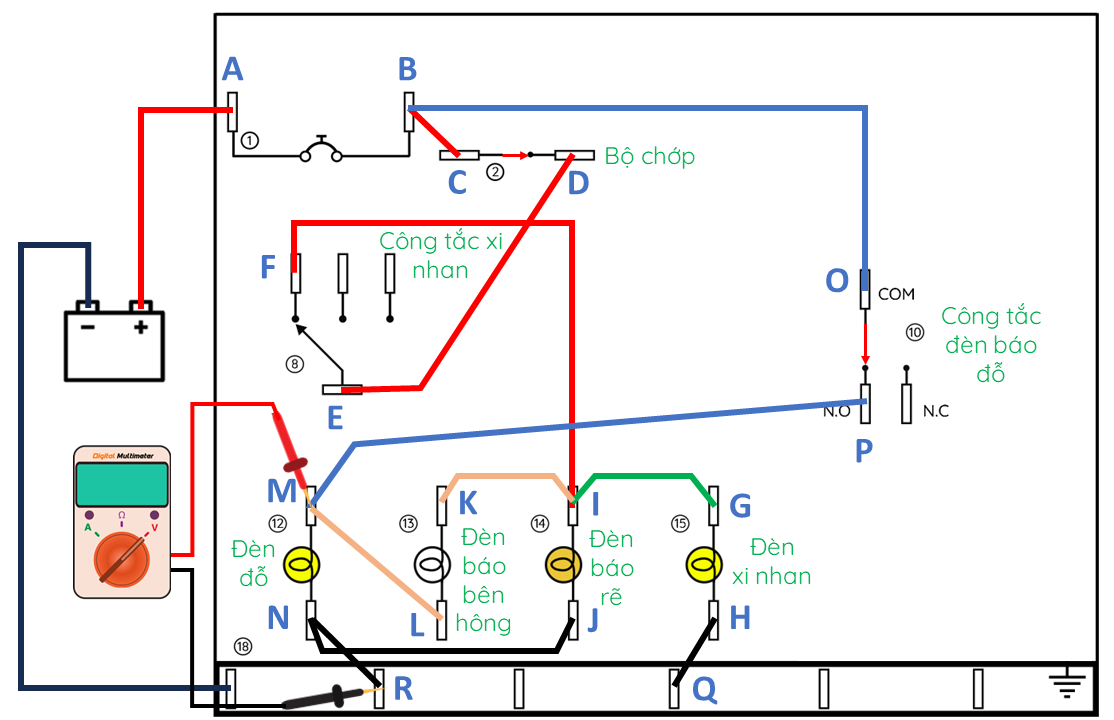 A
B
①
Bộ chớp
②
C
D
Công tắc xi
nhan
F
O
COM
⑩
Công tắc
đèn báo
đỗ
−
+
⑧
E
N.O
N.C
P
Digital Multimeter
Ω
A
V
M
K
I
G
⑫
⑬
⑭
⑮
Đèn
đỗ
Đèn
báo
bên
hông
Đèn
báo
rẽ
Đèn
xi nhan
N
L
J
H
⑱
R
Q